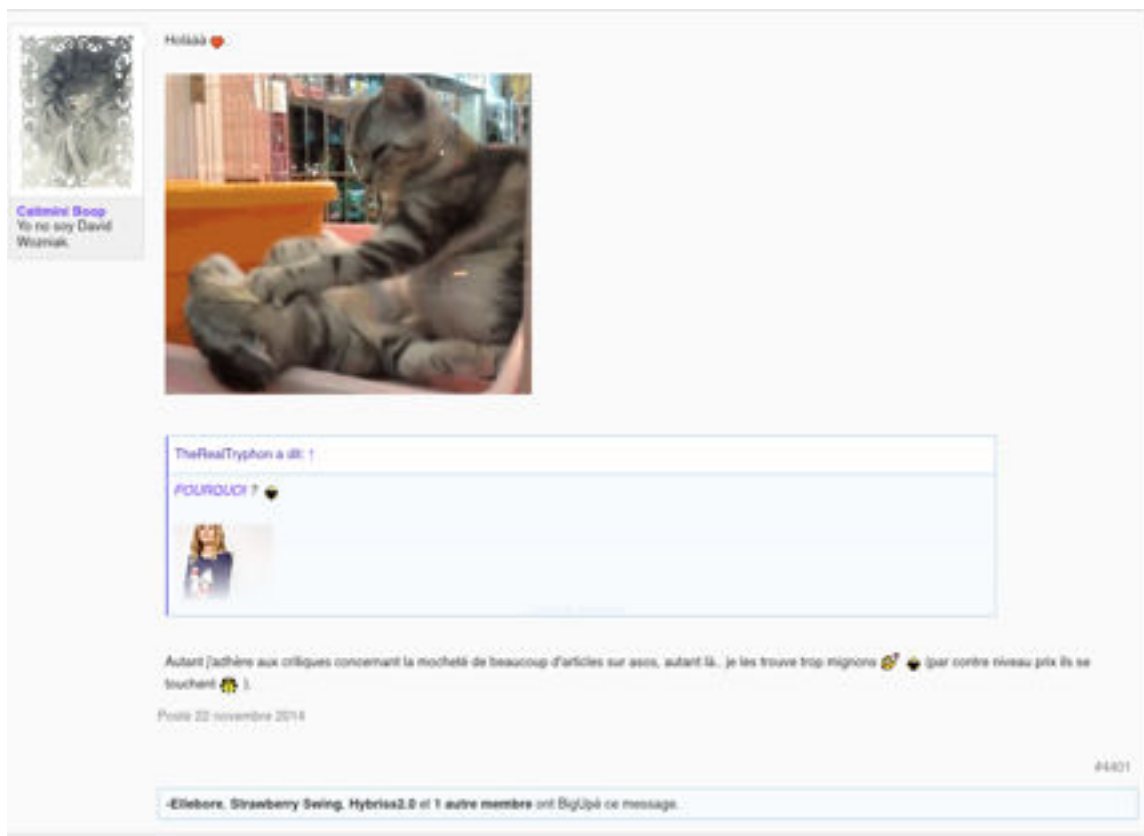 Holààà
Catimini Boop
Yo no soy David
Wozniak.
TheRealTryphon a dit: ↑
POURQUOI ?
Autant j'adhère aux critiques concernant la mocheté de beaucoup d'articles sur asos, autant là.. je les trouve trop mignons (par contre niveau prix ils se
touchent ).
Posté 22 novembre 2014
#4401
-Ellebore, Strawberry Swing, Hybriss2.0 et 1 autre membre ont BigUpé ce message.